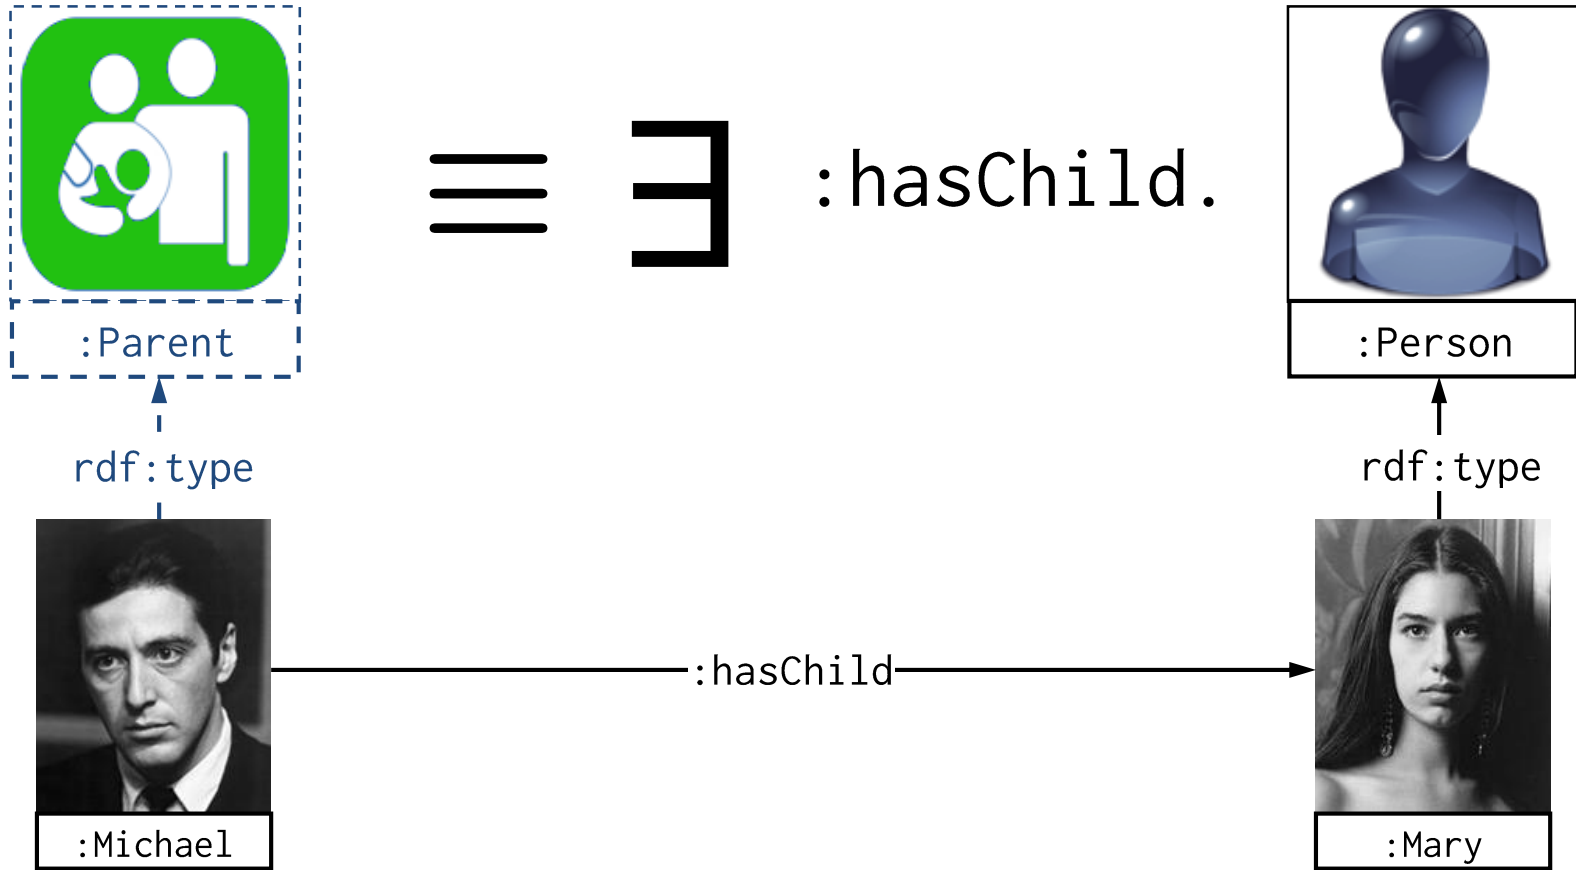 ≡ ∃ :hasChild.
:Parent
:Person
rdf:type
rdf:type
:hasChild
:Michael
:Mary